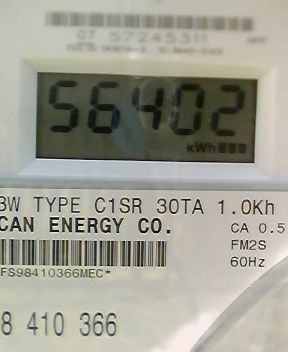 07 57245311
56402
kWh
3W TYPE C1SR 30TA 1.0Kh
CAN ENERGY CO.
CA 0.5
FM2S
60Hz
FS98410366MEC*
8 410 366